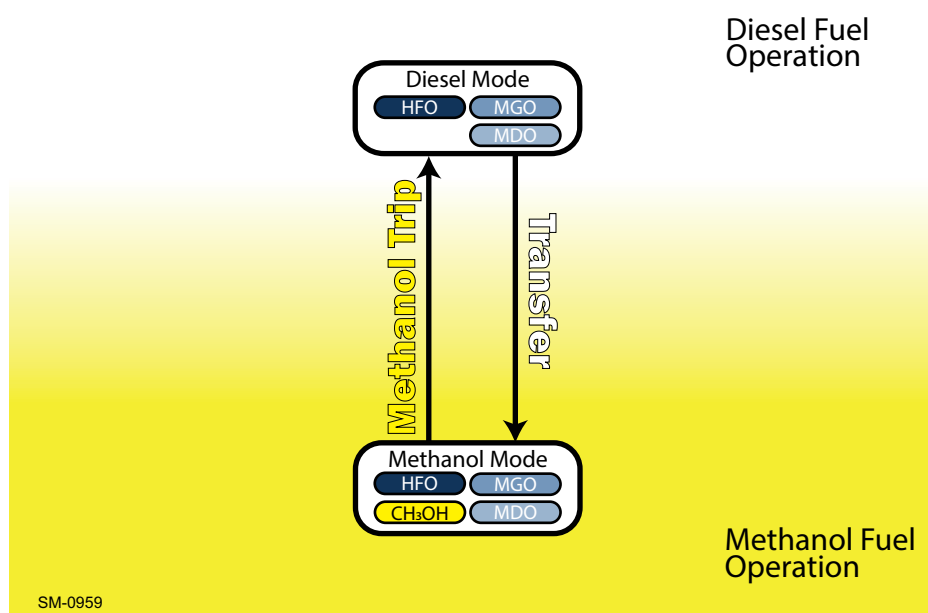 Diesel Fuel
Operation
Diesel Mode
HFO MGO
MDO
Methanol Trip
Transfer
Methanol Mode
HFO MGO
CH₃OH MDO
Methanol Fuel
Operation
SM-0959